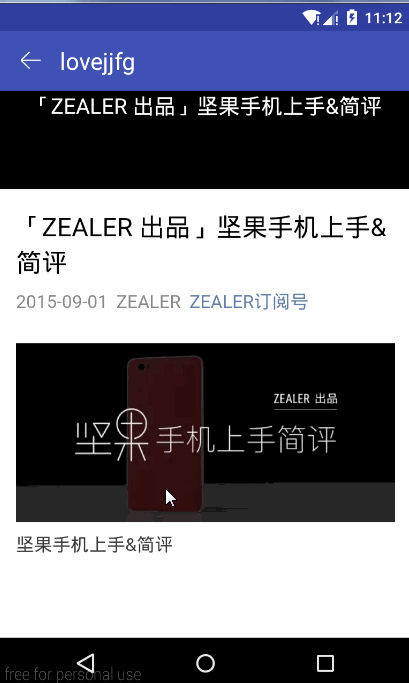 11:12
lovejjfg
「ZEALER 出品」坚果手机上手&简评
「ZEALER 出品」坚果手机上手&
简评
2015-09-01 ZEALER ZEALER订阅号
ZEALER 出品
坚果手机上手简评
坚果手机上手&简评
free for personal use